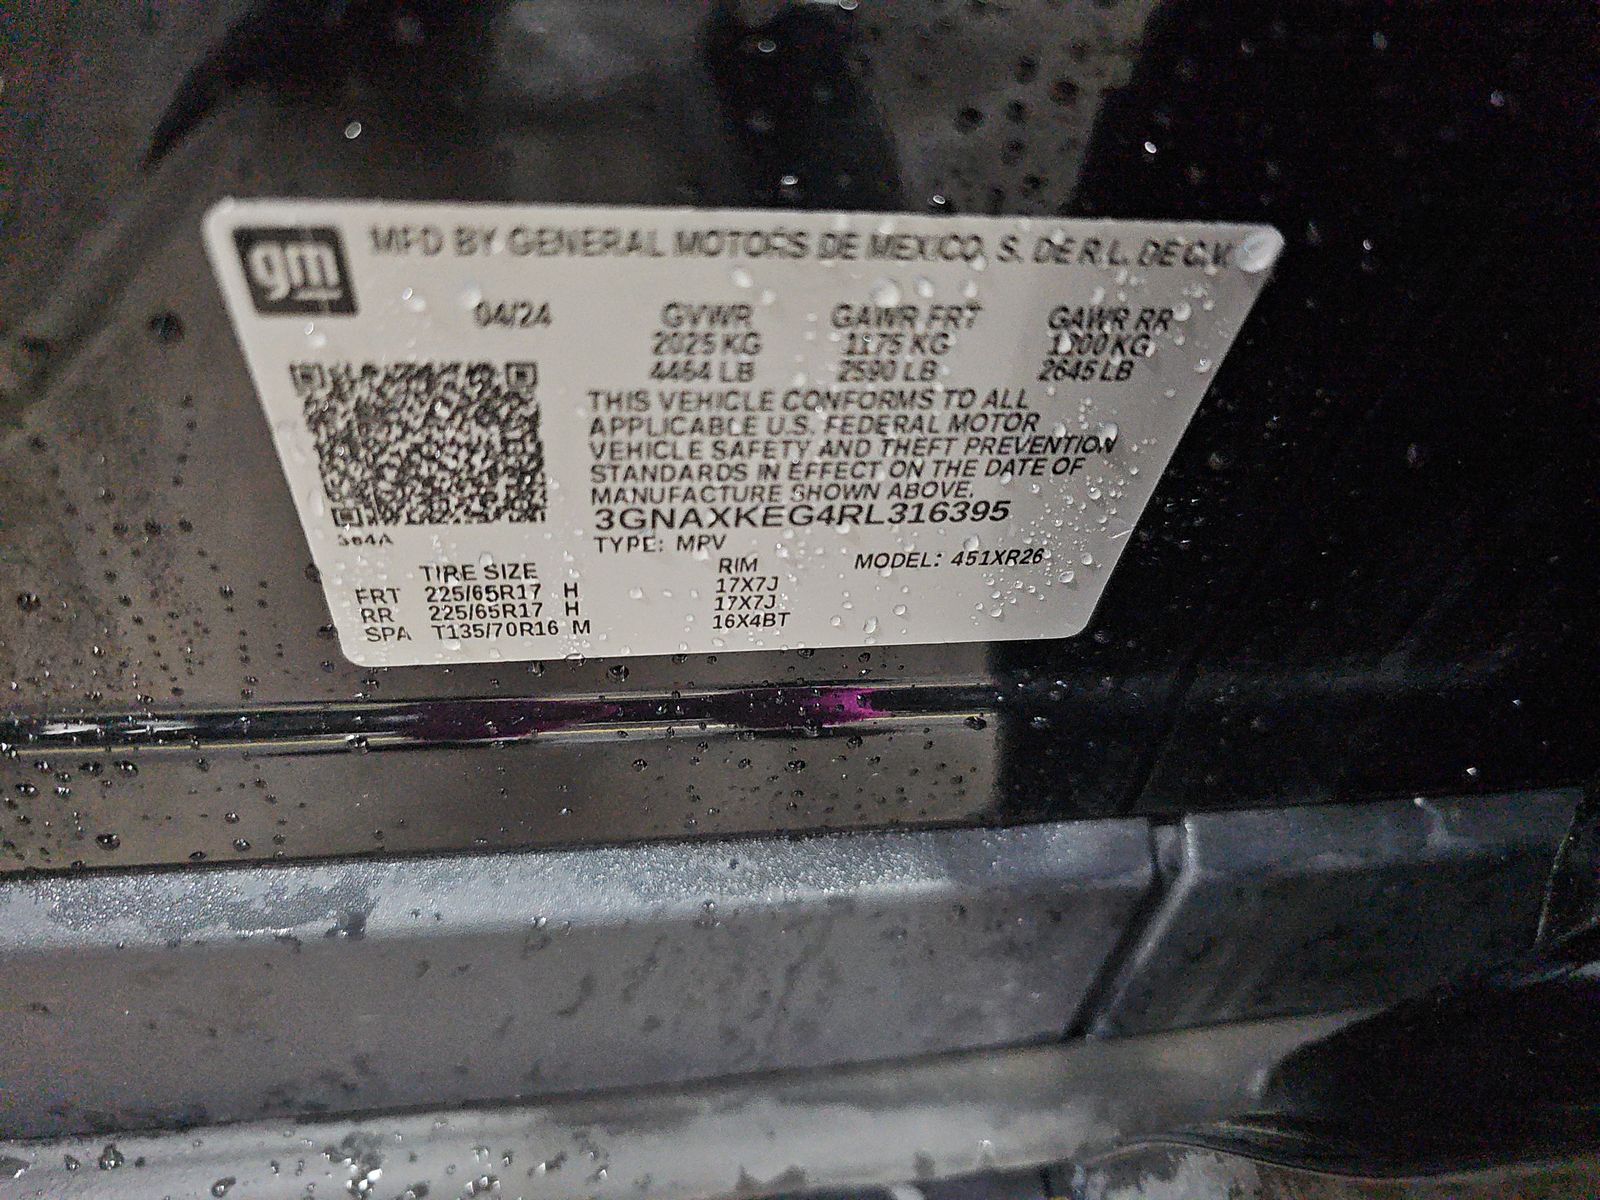 gm
MFD BY GENERAL MOTORS DE MEXICO, S. DE R.L. DE C.V.
04/24 GVWR GAWR FRT GAWR RR
2025 KG 1175 KG 1200 KG
4464 LB 2590 LB 2645 LB
THIS VEHICLE CONFORMS TO ALL
APPLICABLE U.S. FEDERAL MOTOR
VEHICLE SAFETY AND THEFT PREVENTION
STANDARDS IN EFFECT ON THE DATE OF
MANUFACTURE SHOWN ABOVE.
3GNAXKEG4RL316395
384A
TYPE: MPV MODEL: 451XR26
TIRE SIZE RIM
FRT 225/65R17 H 17X7J
RR 225/65R17 H 17X7J
SPA T135/70R16 M 16X4BT